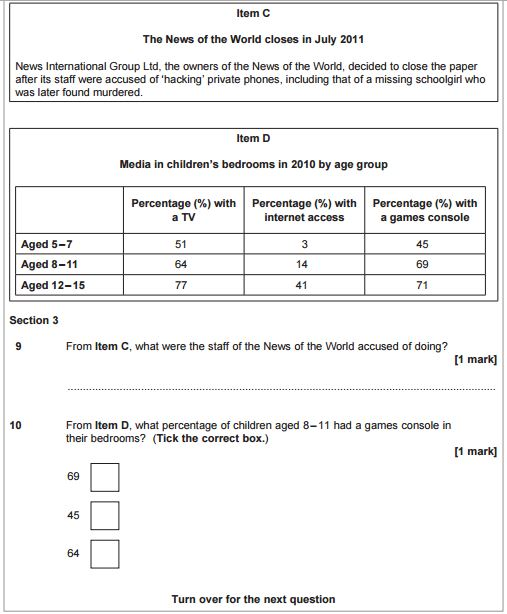 Item C
The News of the World closes in July 2011
News International Group Ltd, the owners of the News of the World, decided to close the paper
after its staff were accused of ‘hacking’ private phones, including that of a missing schoolgirl who
was later found murdered.
Item D
Media in children’s bedrooms in 2010 by age group
Percentage (%) with a TV Percentage (%) with internet access Percentage (%) with a games console
Aged 5–7 51 3 45
Aged 8–11 64 14 69
Aged 12–15 77 41 71
Section 3
9 From Item C, what were the staff of the News of the World accused of doing?
[1 mark]
10 From Item D, what percentage of children aged 8–11 had a games console in
their bedrooms? (Tick the correct box.)
[1 mark]
69
45
64
Turn over for the next question